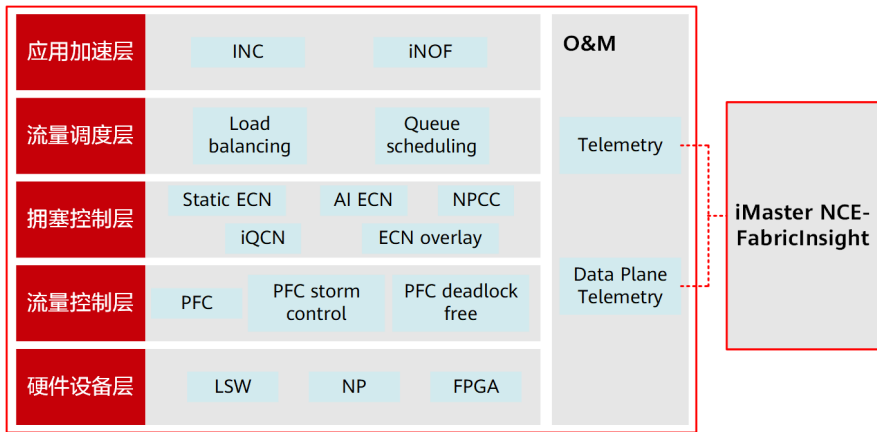 应用加速层
INC
iNOF
O&M
流量调度层
Load
balancing
Queue
scheduling
Telemetry
拥塞控制层
Static ECN
AI ECN
NPCC
iQCN
ECN overlay
iMaster NCE-
FabricInsight
流量控制层
PFC
PFC storm
control
PFC deadlock
free
Data Plane
Telemetry
硬件设备层
LSW
NP
FPGA